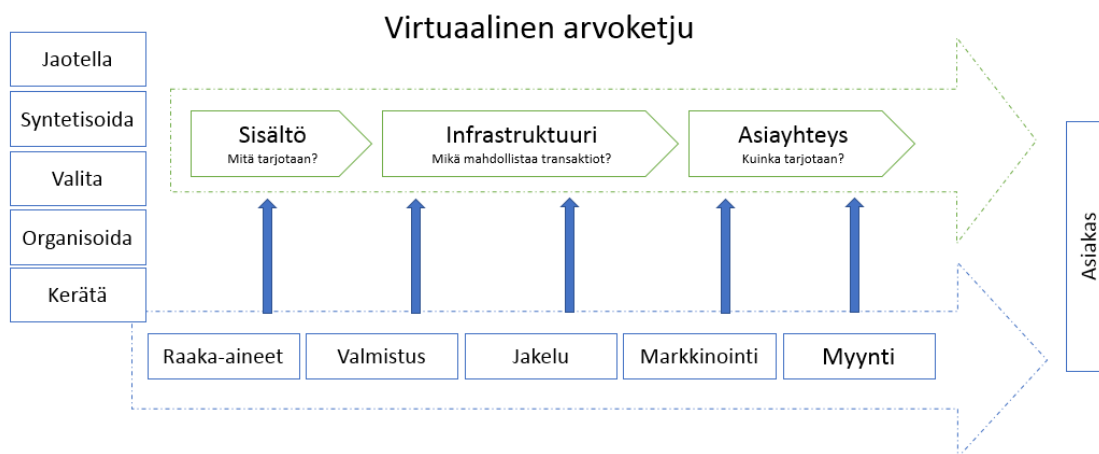 Virtuaalinen arvoketju
Jaotella
Syntetisoida
Valita
Organisoida
Kerätä
Sisältö
Mitä tarjotaan?
Infrastruktuuri
Mikä mahdollistaa transaktiot?
Asiayhteys
Kuinka tarjotaan?
Raaka-aineet
Valmistus
Jakelu
Markkinointi
Myynti
Asiakas